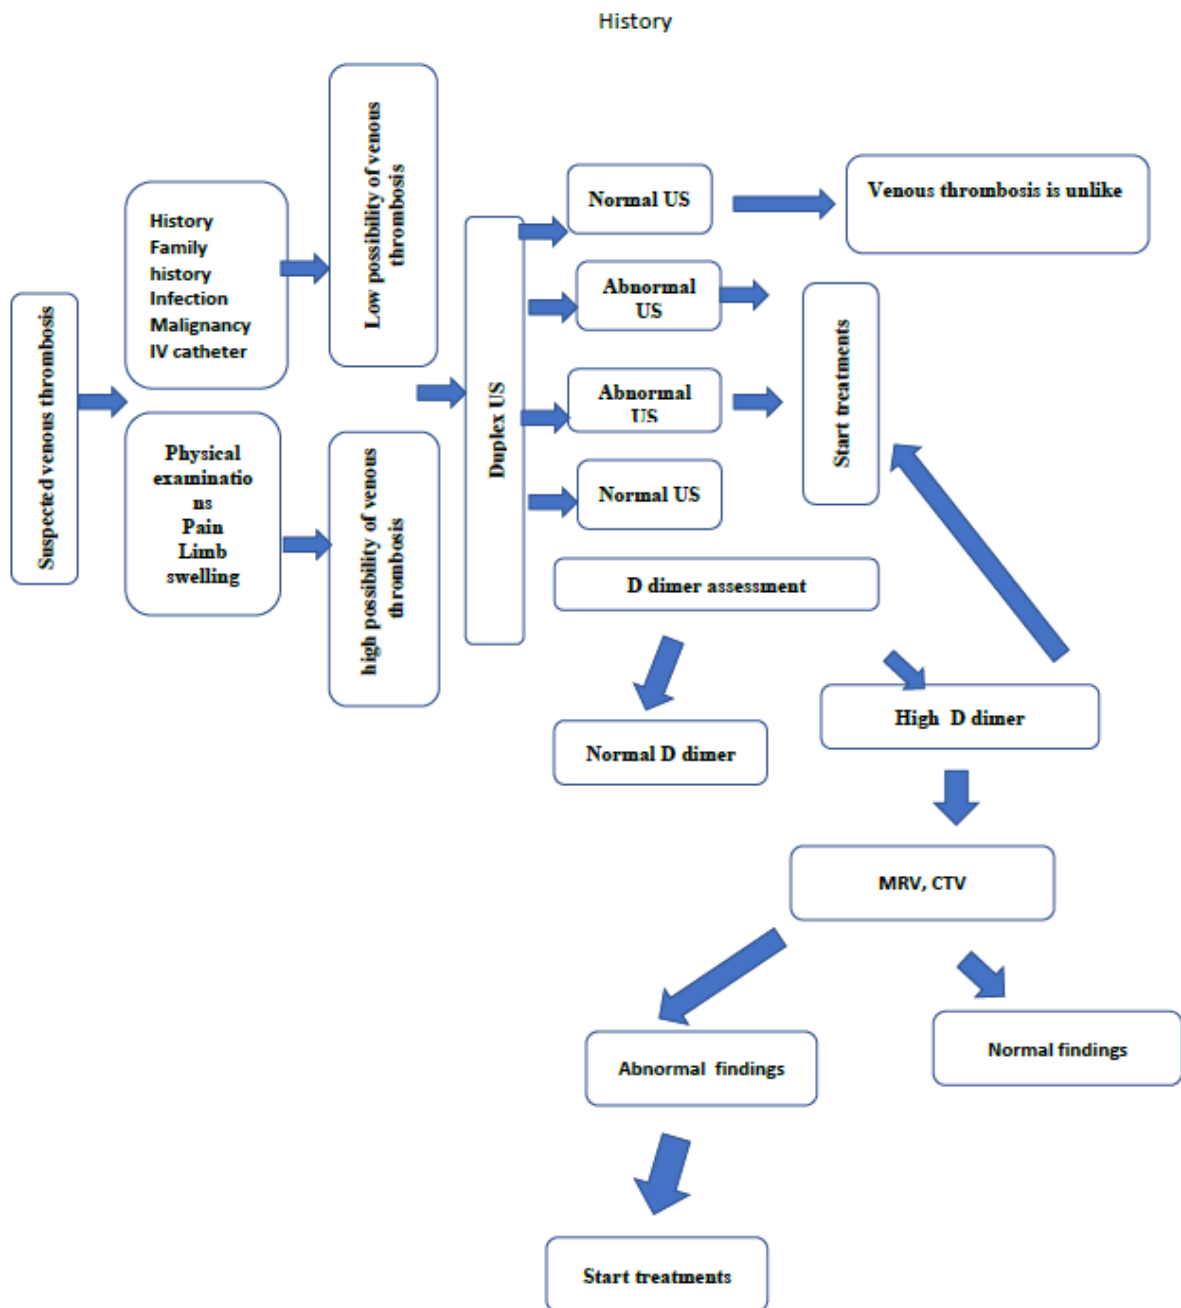 History
Suspected venous thrombosis
History
Family
history
Infection
Malignancy
IV catheter
Physical
examinatio
ns
Pain
Limb
swelling
Low possibility of venous
thrombosis
high possibility of venous
thrombosis
Duplex US
Normal US
Venous thrombosis is unlike
Abnormal
US
Abnormal
US
Normal US
Start treatments
D dimer assessment
Normal D dimer
High D dimer
MRV, CTV
Abnormal findings
Normal findings
Start treatments